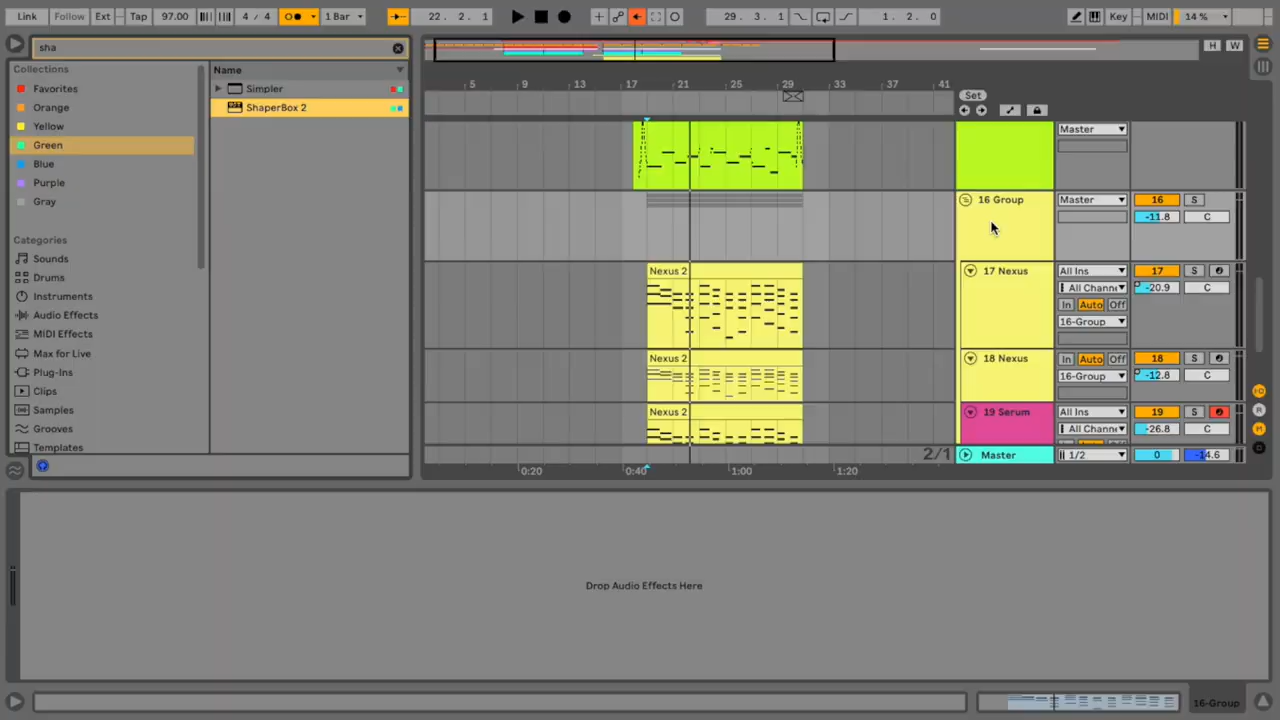 Link Follow Ext Tap 97.00 4 / 4 1 Bar 22. 2. 1 29. 3. 1 1. 2. 0 Key MIDI 14 %
sha
H W
Collections
Name
Favorites
Simpler
Orange
ShaperBox 2
Yellow
Green
Blue
Purple
Gray
Categories
Sounds
Drums
Instruments
Audio Effects
MIDI Effects
Max for Live
Plug-Ins
Clips
Samples
Grooves
Templates
5 9 13 17 21 25 29 33 37 41
Set
Master
16 Group Master 16 S
-11.8 C
Nexus 2 17 Nexus All Ins 17 S
All Channe -20.9 C
In Auto Off
16-Group
Nexus 2 18 Nexus In Auto Off 18 S
16-Group -12.8 C
Nexus 2 19 Serum All Ins 19 S
All Channe -26.8 C
2/1 Master 1/2 0 -14.6
0:20 0:40 1:00 1:20
Drop Audio Effects Here
16-Group